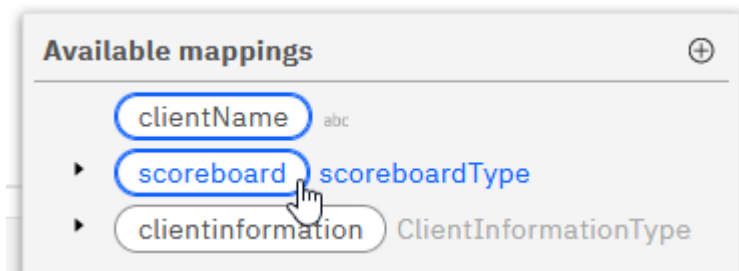 Available mappings
clientName abc
scoreboard scoreboardType
clientinformation ClientInformationType